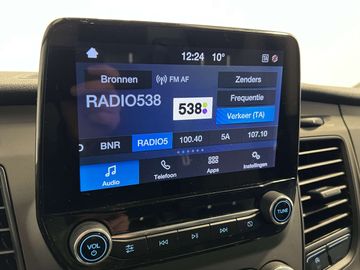 12:24 10°
Bronnen FM AF Zenders
RADIO538 538 Frequentie
Verkeer (TA)
BNR RADIO5 100.40 5A 107.10
Audio Telefoon Apps Instellingen
VOL TUNE